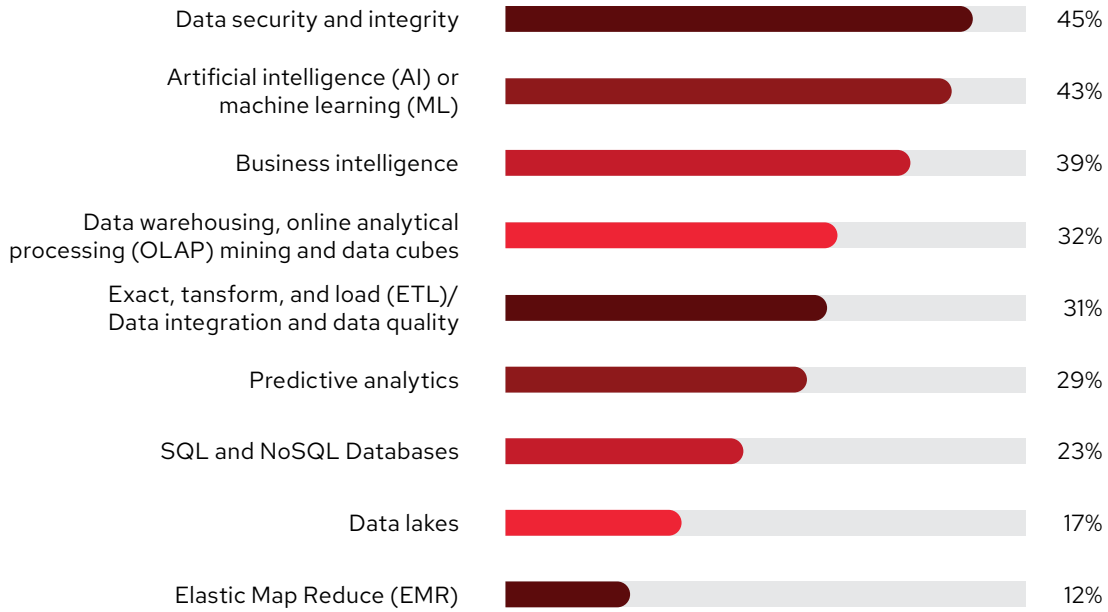 Data security and integrity 45%
Artificial intelligence (AI) or
machine learning (ML) 43%
Business intelligence 39%
Data warehousing, online analytical
processing (OLAP) mining and data cubes 32%
Exact, tansform, and load (ETL)/
Data integration and data quality 31%
Predictive analytics 29%
SQL and NoSQL Databases 23%
Data lakes 17%
Elastic Map Reduce (EMR) 12%